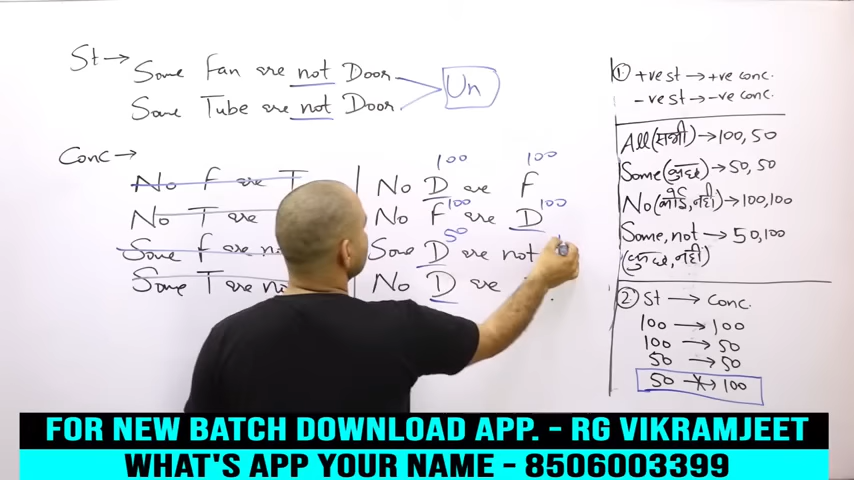 St → Some Fan are not Door
Some Tube are not Door
Un
Conc →
No F are T
No T are
Some F are no
Some T are no
100 100
No D are F
100 100
No F are D
50
Some D are not
No D are
① +ve st → +ve conc.
-ve st → -ve conc.
All (सभी) → 100, 50
Some (कुछ) → 50, 50
No (कोई, नहीं) → 100, 100
Some, not → 50, 100
(कुछ, नहीं)
② St → Conc.
100 → 100
100 → 50
50 → 50
50 → 100
FOR NEW BATCH DOWNLOAD APP. - RG VIKRAMJEET
WHAT'S APP YOUR NAME - 8506003399